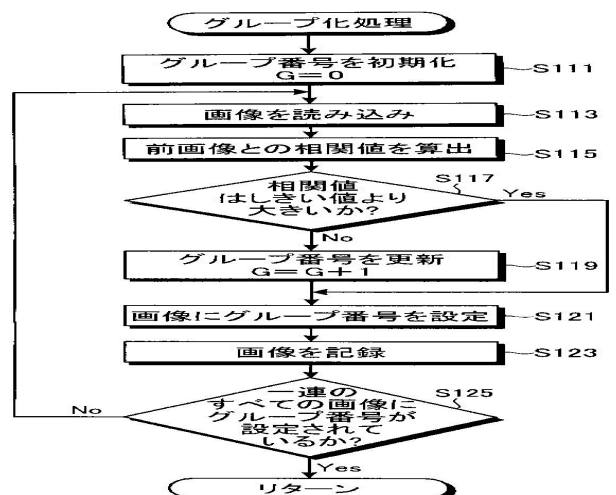 グループ化処理
グループ番号を初期化
G=0
S111
画像を読み込み
S113
前画像との相関値を算出
S115
相関値
はしきい値より
大きいか?
S117
Yes
No
グループ番号を更新
G=G+1
S119
画像にグループ番号を設定
S121
画像を記録
S123
一連の
すべての画像に
グループ番号が
設定されて
いるか?
S125
No
Yes
リターン